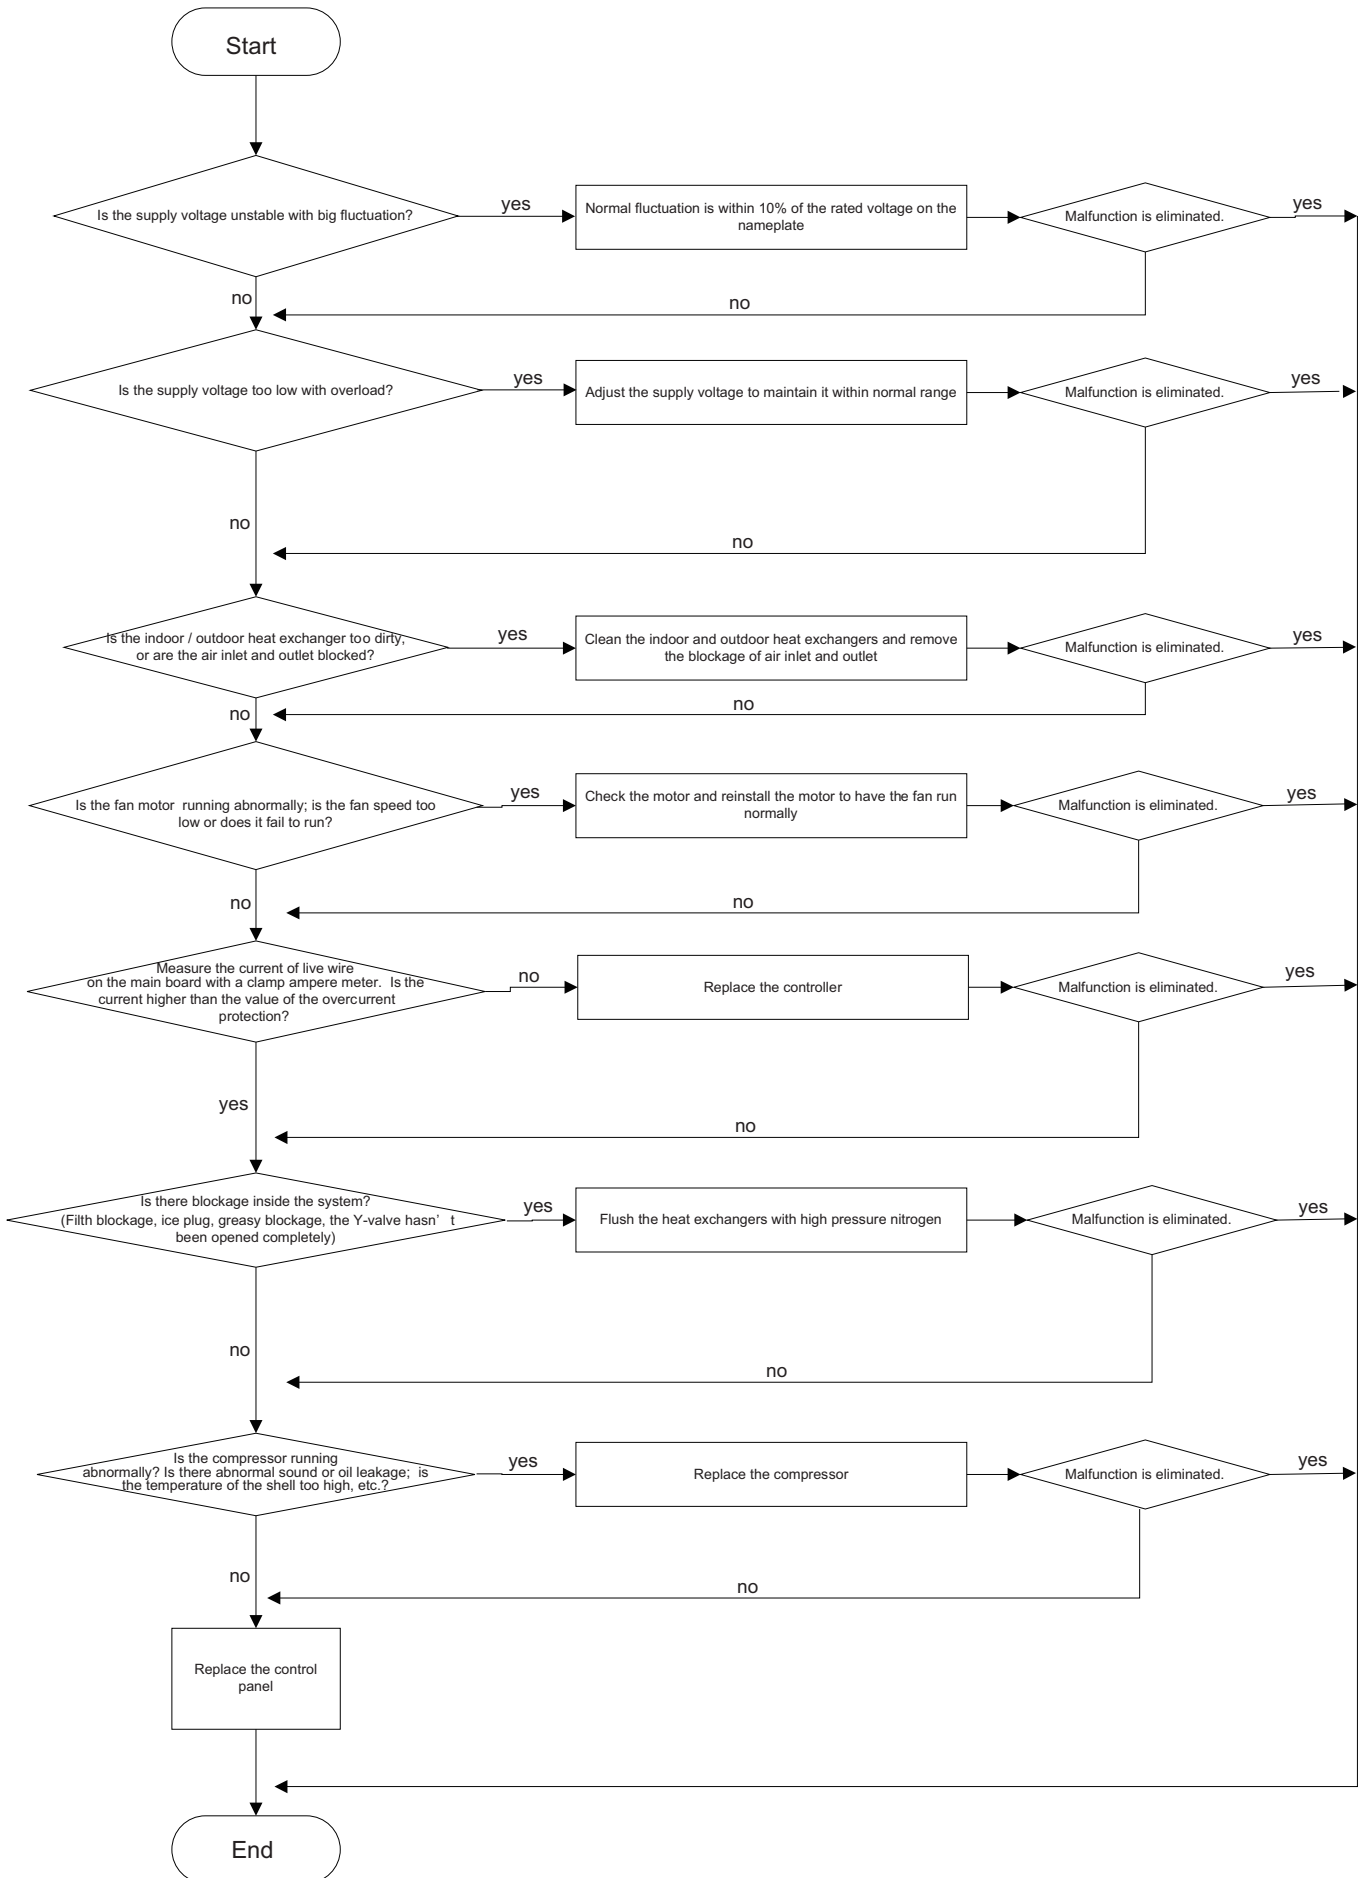 Start
Is the supply voltage unstable with big fluctuation?
yes
Normal fluctuation is within 10% of the rated voltage on the
nameplate
Malfunction is eliminated.
yes
no
no
Is the supply voltage too low with overload?
yes
Adjust the supply voltage to maintain it within normal range
Malfunction is eliminated.
yes
no
no
Is the indoor / outdoor heat exchanger too dirty,
or are the air inlet and outlet blocked?
yes
Clean the indoor and outdoor heat exchangers and remove
the blockage of air inlet and outlet
Malfunction is eliminated.
yes
no
no
Is the fan motor running abnormally; is the fan speed too
low or does it fail to run?
yes
Check the motor and reinstall the motor to have the fan run
normally
Malfunction is eliminated.
yes
no
no
Measure the current of live wire
on the main board with a clamp ampere meter. Is the
current higher than the value of the overcurrent
protection?
no
Replace the controller
Malfunction is eliminated.
yes
yes
no
Is there blockage inside the system?
(Filth blockage, ice plug, greasy blockage, the Y-valve hasn' t
been opened completely)
yes
Flush the heat exchangers with high pressure nitrogen
Malfunction is eliminated.
yes
no
no
Is the compressor running
abnormally? Is there abnormal sound or oil leakage; is
the temperature of the shell too high, etc.?
yes
Replace the compressor
Malfunction is eliminated.
yes
no
no
Replace the control
panel
End